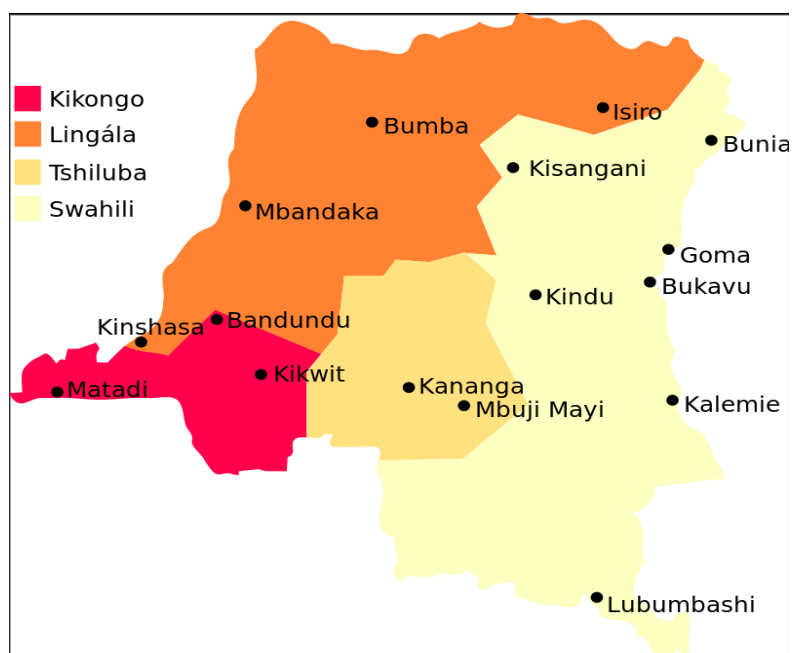 Kikongo
Lingála
Tshiluba
Swahili
Isiro
Bumba
Bunia
Kisangani
Mbandaka
Goma
Bukavu
Kindu
Bandundu
Kinshasa
Kikwit
Kananga
Matadi
Mbuji Mayi
Kalemie
Lubumbashi